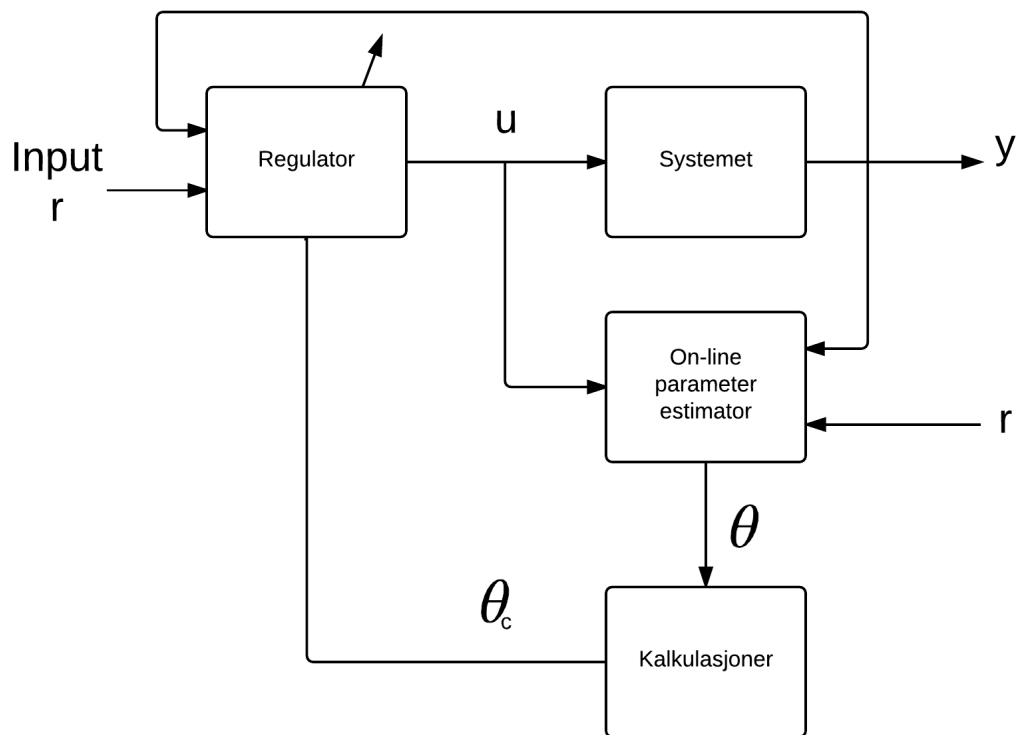 u
Input
r
Regulator
Systemet
y
On-line
parameter
estimator
r
θ
θc
Kalkulasjoner